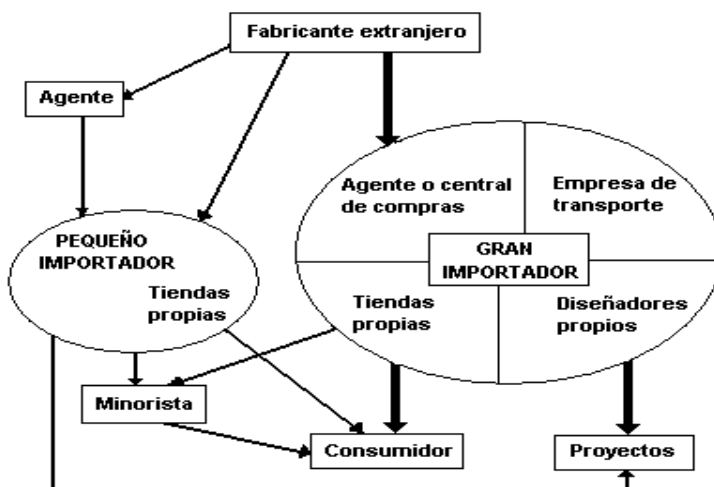 Fabricante extranjero
Agente
Agente o central
de compras
Empresa de
transporte
PEQUEÑO
IMPORTADOR
Tiendas
propias
GRAN
IMPORTADOR
Tiendas
propias
Diseñadores
propios
Minorista
Consumidor
Proyectos